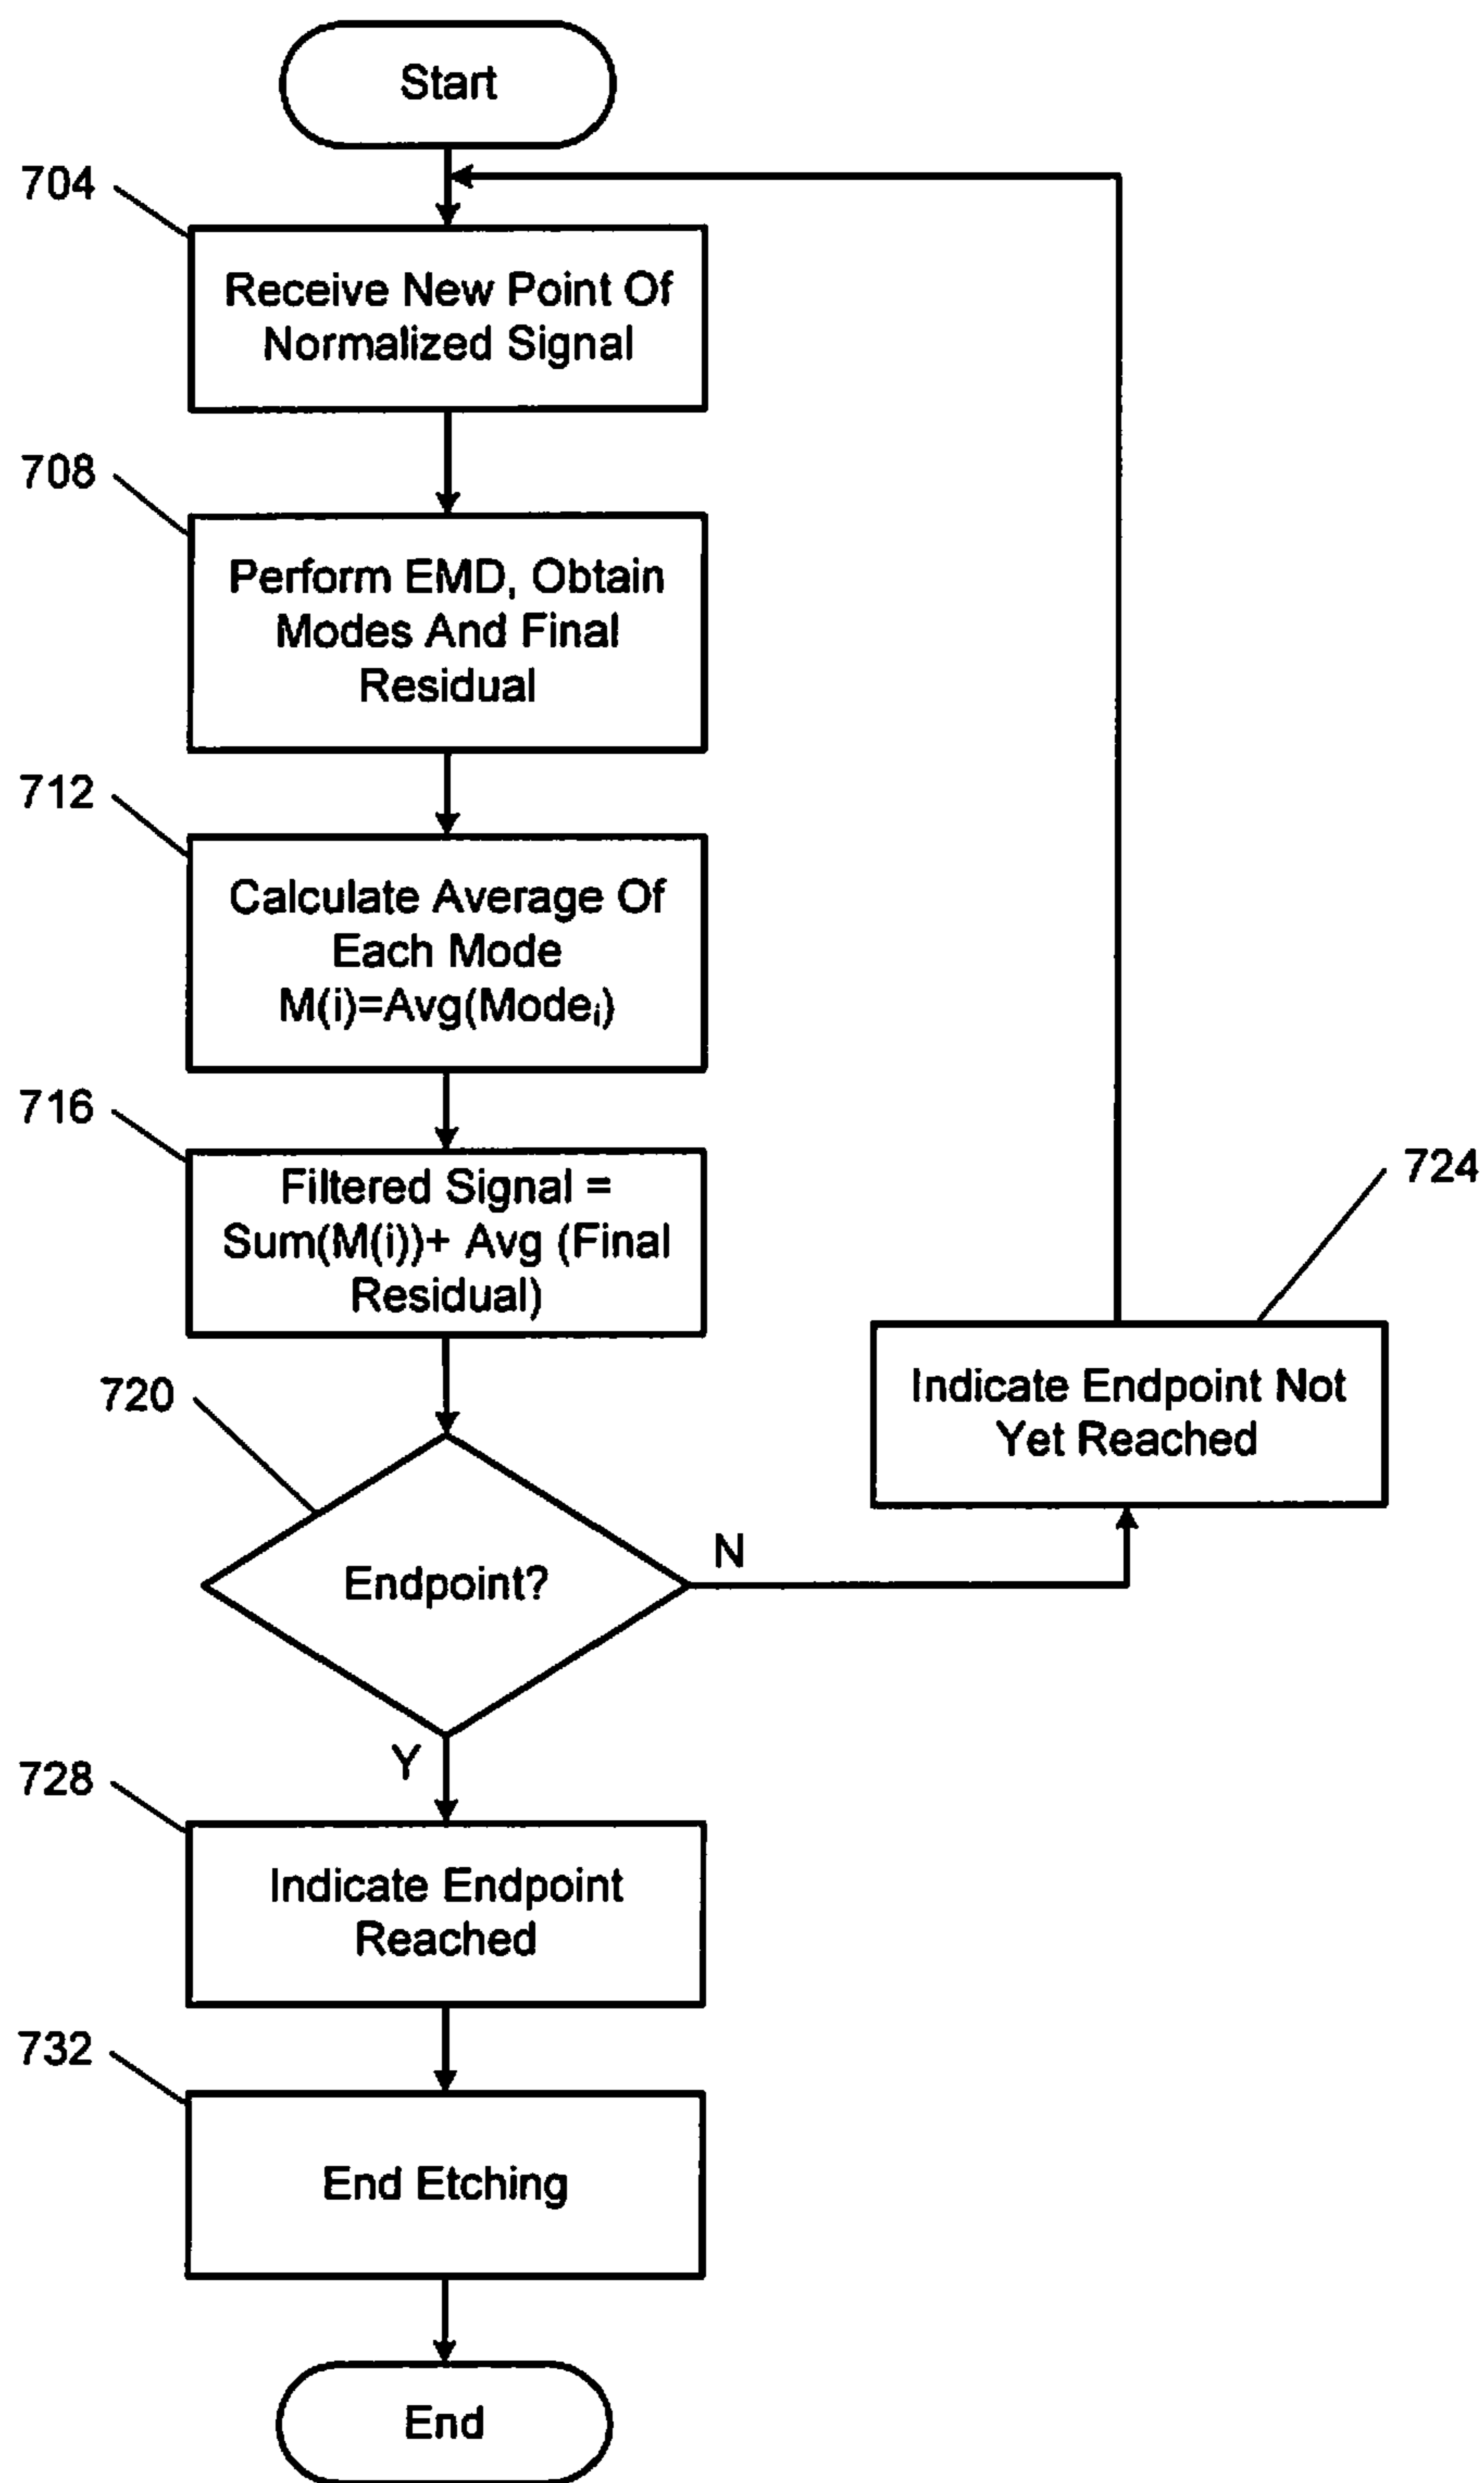 Start
704
Receive New Point Of
Normalized Signal
708
Perform EMD, Obtain
Modes And Final
Residual
712
Calculate Average Of
Each Mode
M(i)=Avg(Modeᵢ)
716
Filtered Signal =
Sum(M(i))+ Avg (Final
Residual)
724
Indicate Endpoint Not
Yet Reached
720
Endpoint?
N
Y
728
Indicate Endpoint
Reached
732
End Etching
End